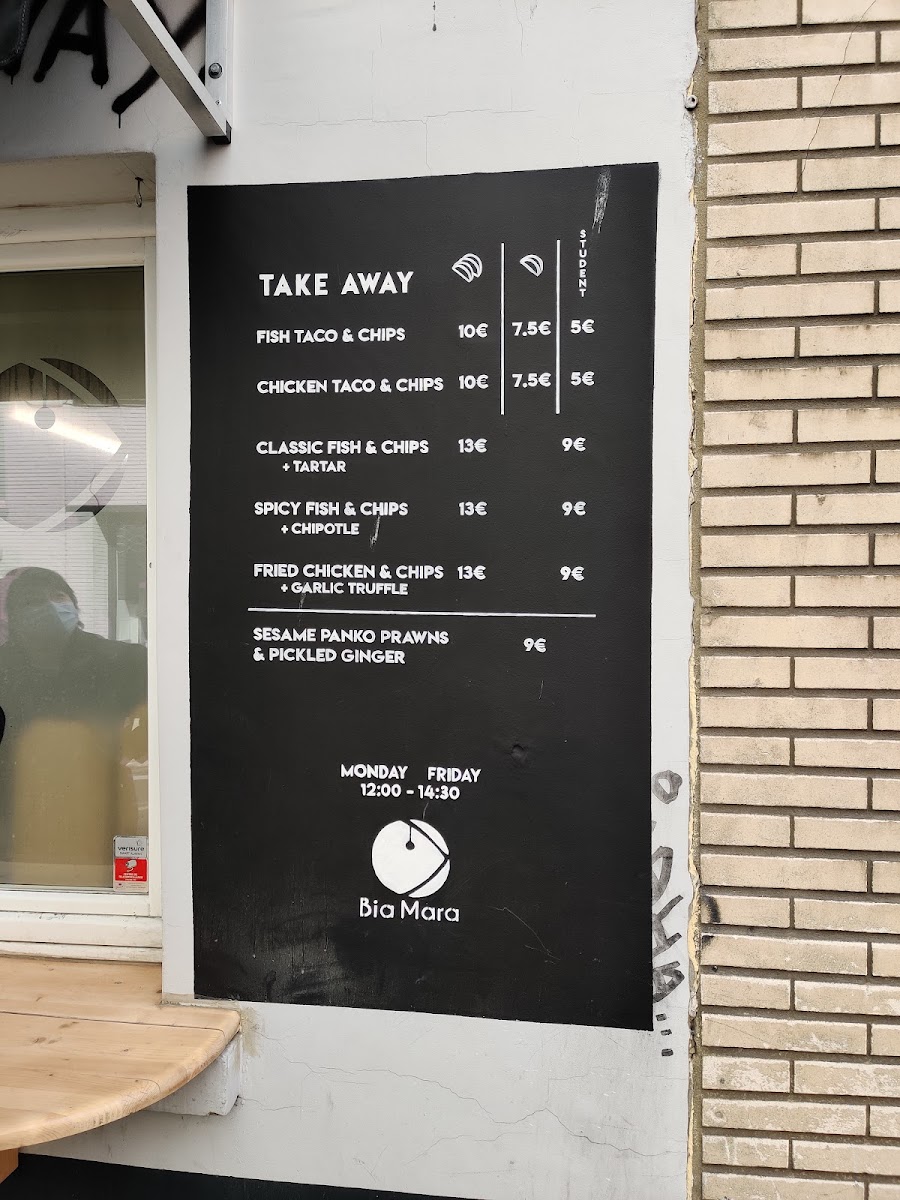 WAY
STUDENT
TAKE AWAY
FISH TACO & CHIPS 10€ 7.5€ 5€
CHICKEN TACO & CHIPS 10€ 7.5€ 5€
CLASSIC FISH & CHIPS 13€ 9€
+ TARTAR
SPICY FISH & CHIPS 13€ 9€
+ CHIPOTLE
FRIED CHICKEN & CHIPS 13€ 9€
+ GARLIC TRUFFLE
SESAME PANKO PRAWNS 9€
& PICKLED GINGER
MONDAY FRIDAY
12:00 - 14:30
Bia Mara
verisure